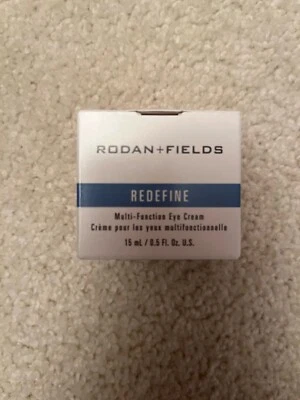 RODAN+FIELDS
REDEFINE
Multi-Function Eye Cream
Crème pour les yeux multifonctionnelle
15 mL / 0.5 Fl. Oz. U.S.